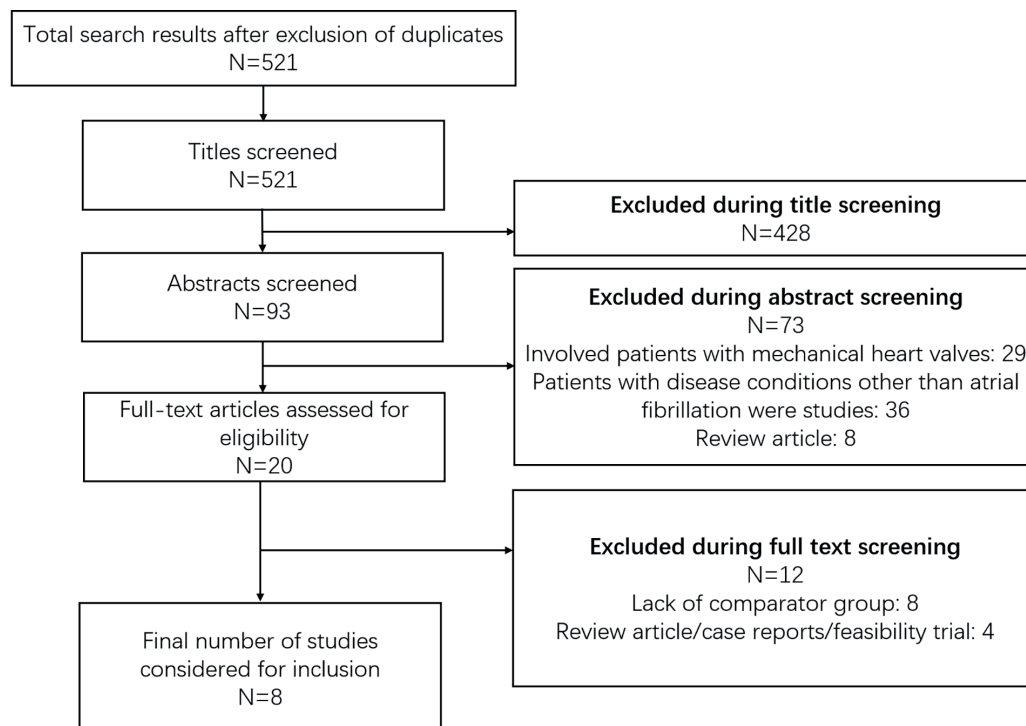 Total search results after exclusion of duplicates
N=521
Titles screened
N=521
Excluded during title screening
N=428
Abstracts screened
N=93
Excluded during abstract screening
N=73
Involved patients with mechanical heart valves: 29
Patients with disease conditions other than atrial
fibrillation were studies: 36
Review article: 8
Full-text articles assessed for
eligibility
N=20
Excluded during full text screening
N=12
Lack of comparator group: 8
Review article/case reports/feasibility trial: 4
Final number of studies
considered for inclusion
N=8